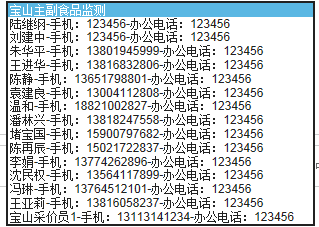 宝山主副食品监测
陆继纲-手机：123456-办公电话：123456
刘建中-手机：123456-办公电话：123456
朱华平-手机：13801945999-办公电话：123456
王进华-手机：13816832806-办公电话：123456
陈静-手机：13651798801-办公电话：123456
袁建良-手机：13004112808-办公电话：123456
温和-手机：18821002827-办公电话：123456
潘林兴-手机：13818247558-办公电话：123456
堵宝国-手机：15900797682-办公电话：123456
陈再辰-手机：15021722837-办公电话：123456
李娟-手机：13774262896-办公电话：123456
沈民权-手机：13564117899-办公电话：123456
冯琳-手机：13764512101-办公电话：123456
王亚莉-手机：13816058237-办公电话：123456
宝山采价员1-手机：13113141234-办公电话：123456